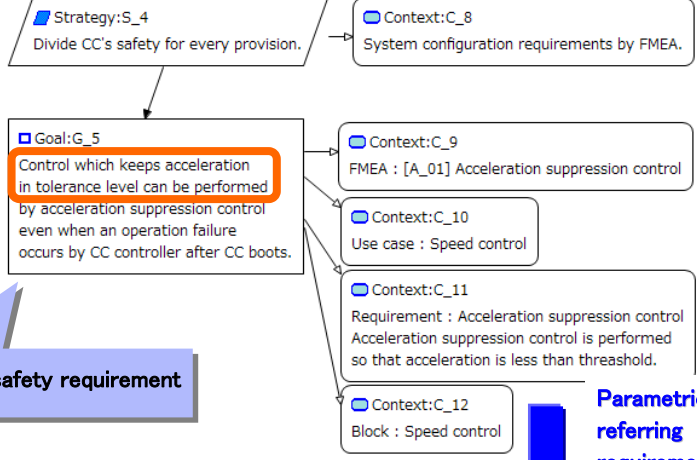 Strategy:S_4
Divide CC's safety for every provision.
Context:C_8
System configuration requirements by FMEA.
Goal:G_5
Control which keeps acceleration
in tolerance level can be performed
by acceleration suppression control
even when an operation failure
occurs by CC controller after CC boots.
Context:C_9
FMEA : [A_01] Acceleration suppression control
Context:C_10
Use case : Speed control
Context:C_11
Requirement : Acceleration suppression control
Acceleration suppression control is performed
so that acceleration is less than threashold.
Context:C_12
Block : Speed control
safety requirement
Parametric
referring